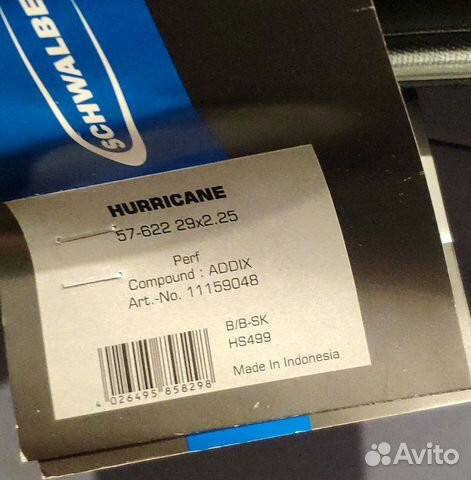 SCHWALBE
HURRICANE
57-622 29x2.25
Perf
Compound : ADDIX
Art.-No. 11159048
B/B-SK
HS499
Made in Indonesia
4 026495 858298
Avito